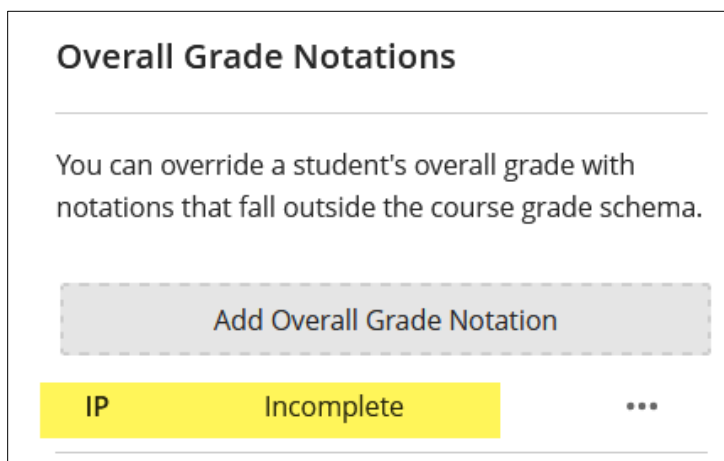 Overall Grade Notations
You can override a student's overall grade with
notations that fall outside the course grade schema.
Add Overall Grade Notation
IP Incomplete